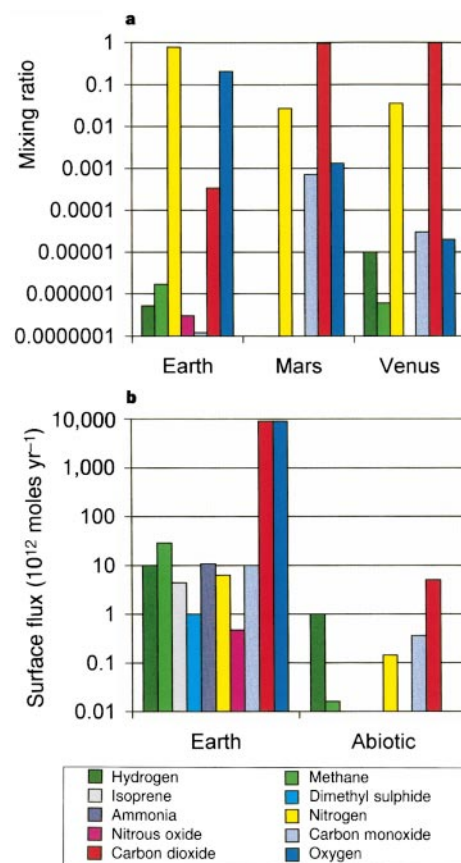 a
Mixing ratio
1
0.1
0.01
0.001
0.0001
0.00001
0.000001
0.0000001
Earth Mars Venus
b
Surface flux (10¹² moles yr⁻¹)
10,000
1,000
100
10
1
0.1
0.01
Earth Abiotic
Hydrogen Methane
Isoprene Dimethyl sulphide
Ammonia Nitrogen
Nitrous oxide Carbon monoxide
Carbon dioxide Oxygen